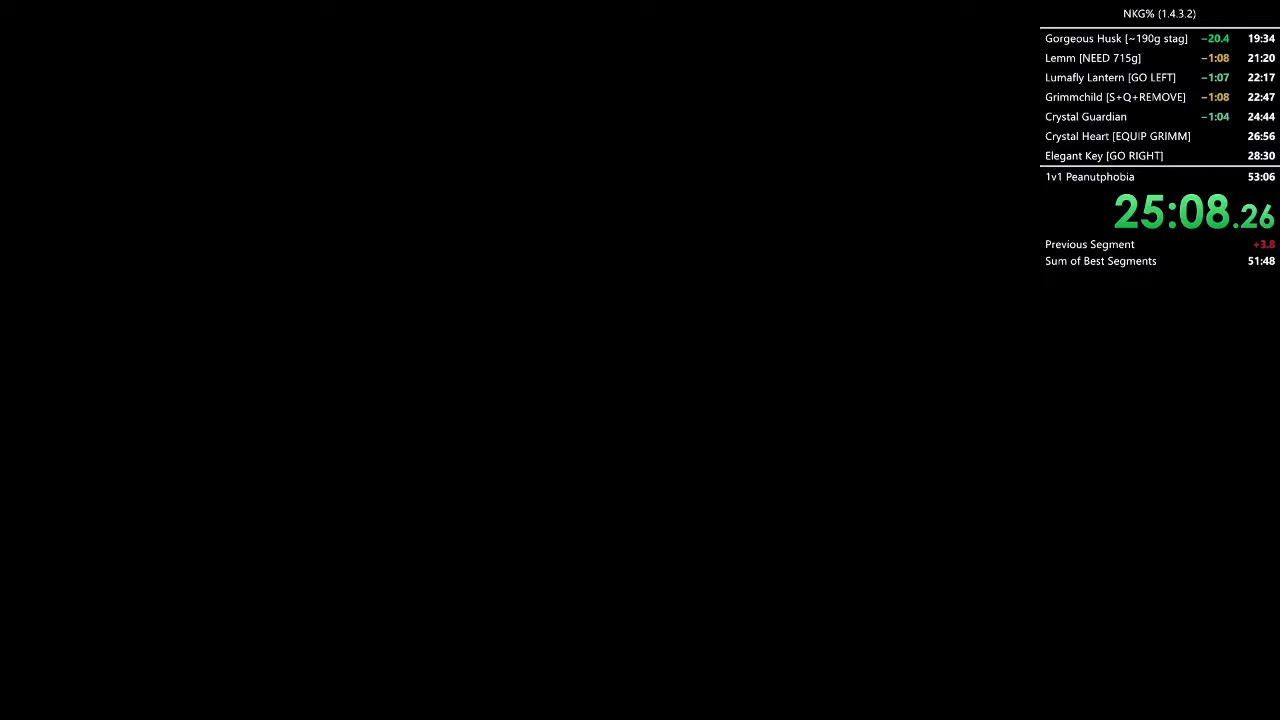 NKG% (1.4.3.2)
Gorgeous Husk [~190g stag] −20.4 19:34
Lemm [NEED 715g] −1:08 21:20
Lumafly Lantern [GO LEFT] −1:07 22:17
Grimmchild [S+Q+REMOVE] −1:08 22:47
Crystal Guardian −1:04 24:44
Crystal Heart [EQUIP GRIMM] 26:56
Elegant Key [GO RIGHT] 28:30
1v1 Peanutphobia 53:06
25:08.26
Previous Segment +3.8
Sum of Best Segments 51:48